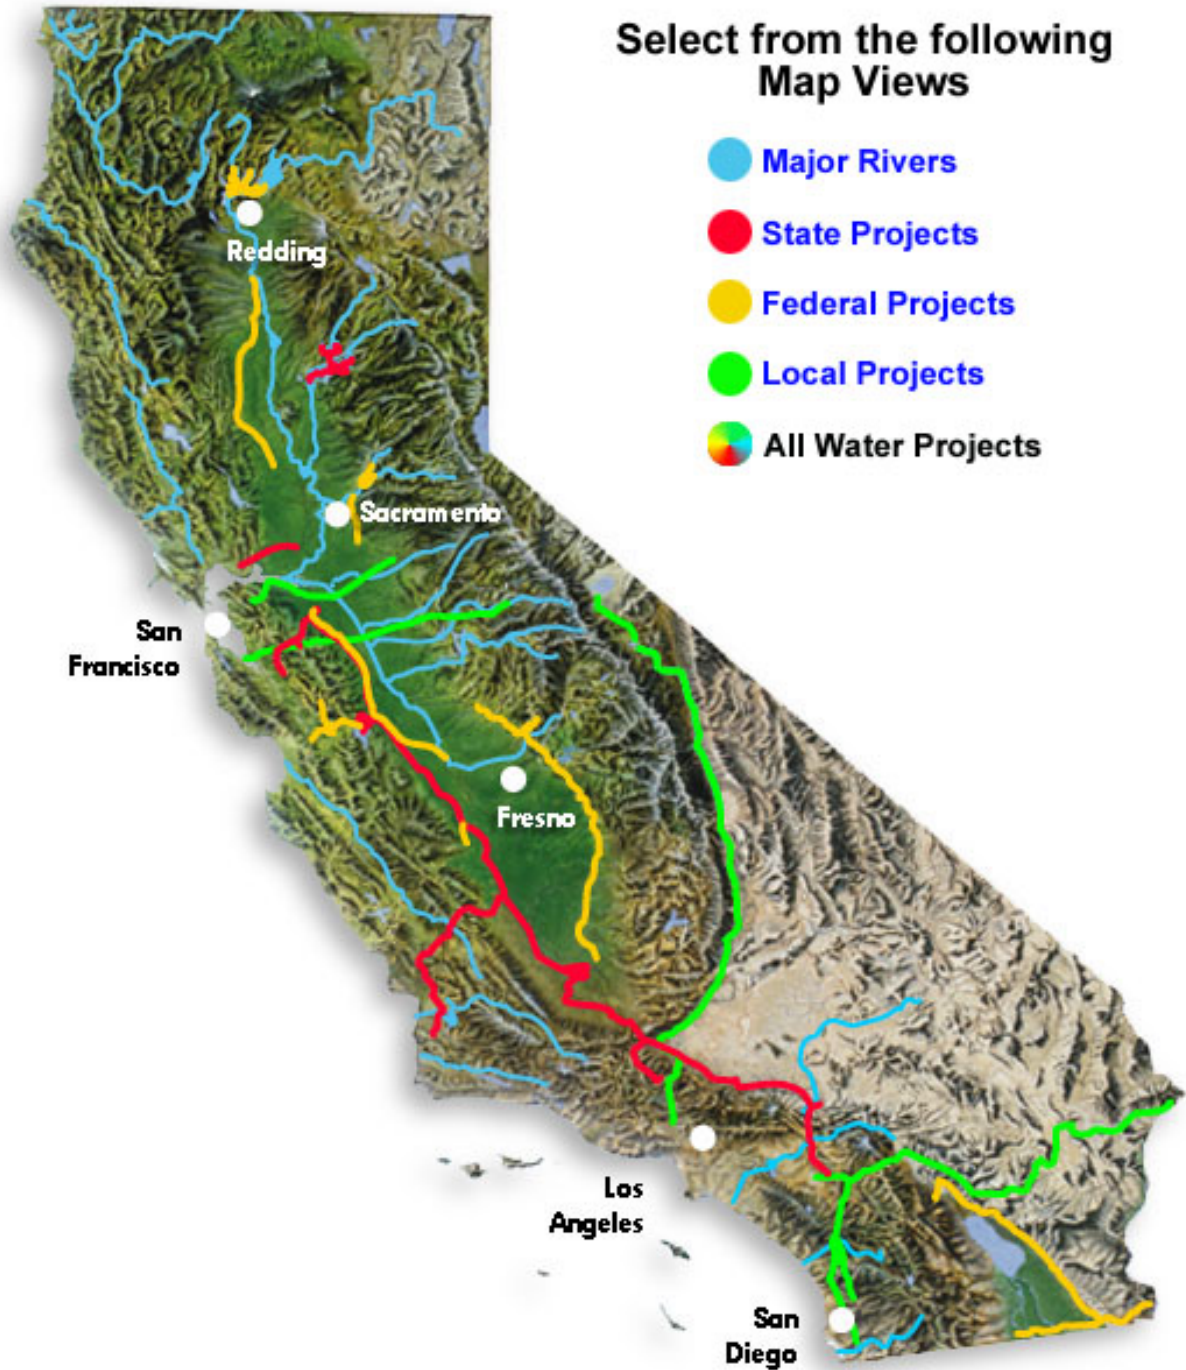 Select from the following
Map Views
Major Rivers
State Projects
Federal Projects
Local Projects
All Water Projects
Redding
Sacramento
San
Francisco
Fresno
Los
Angeles
San
Diego